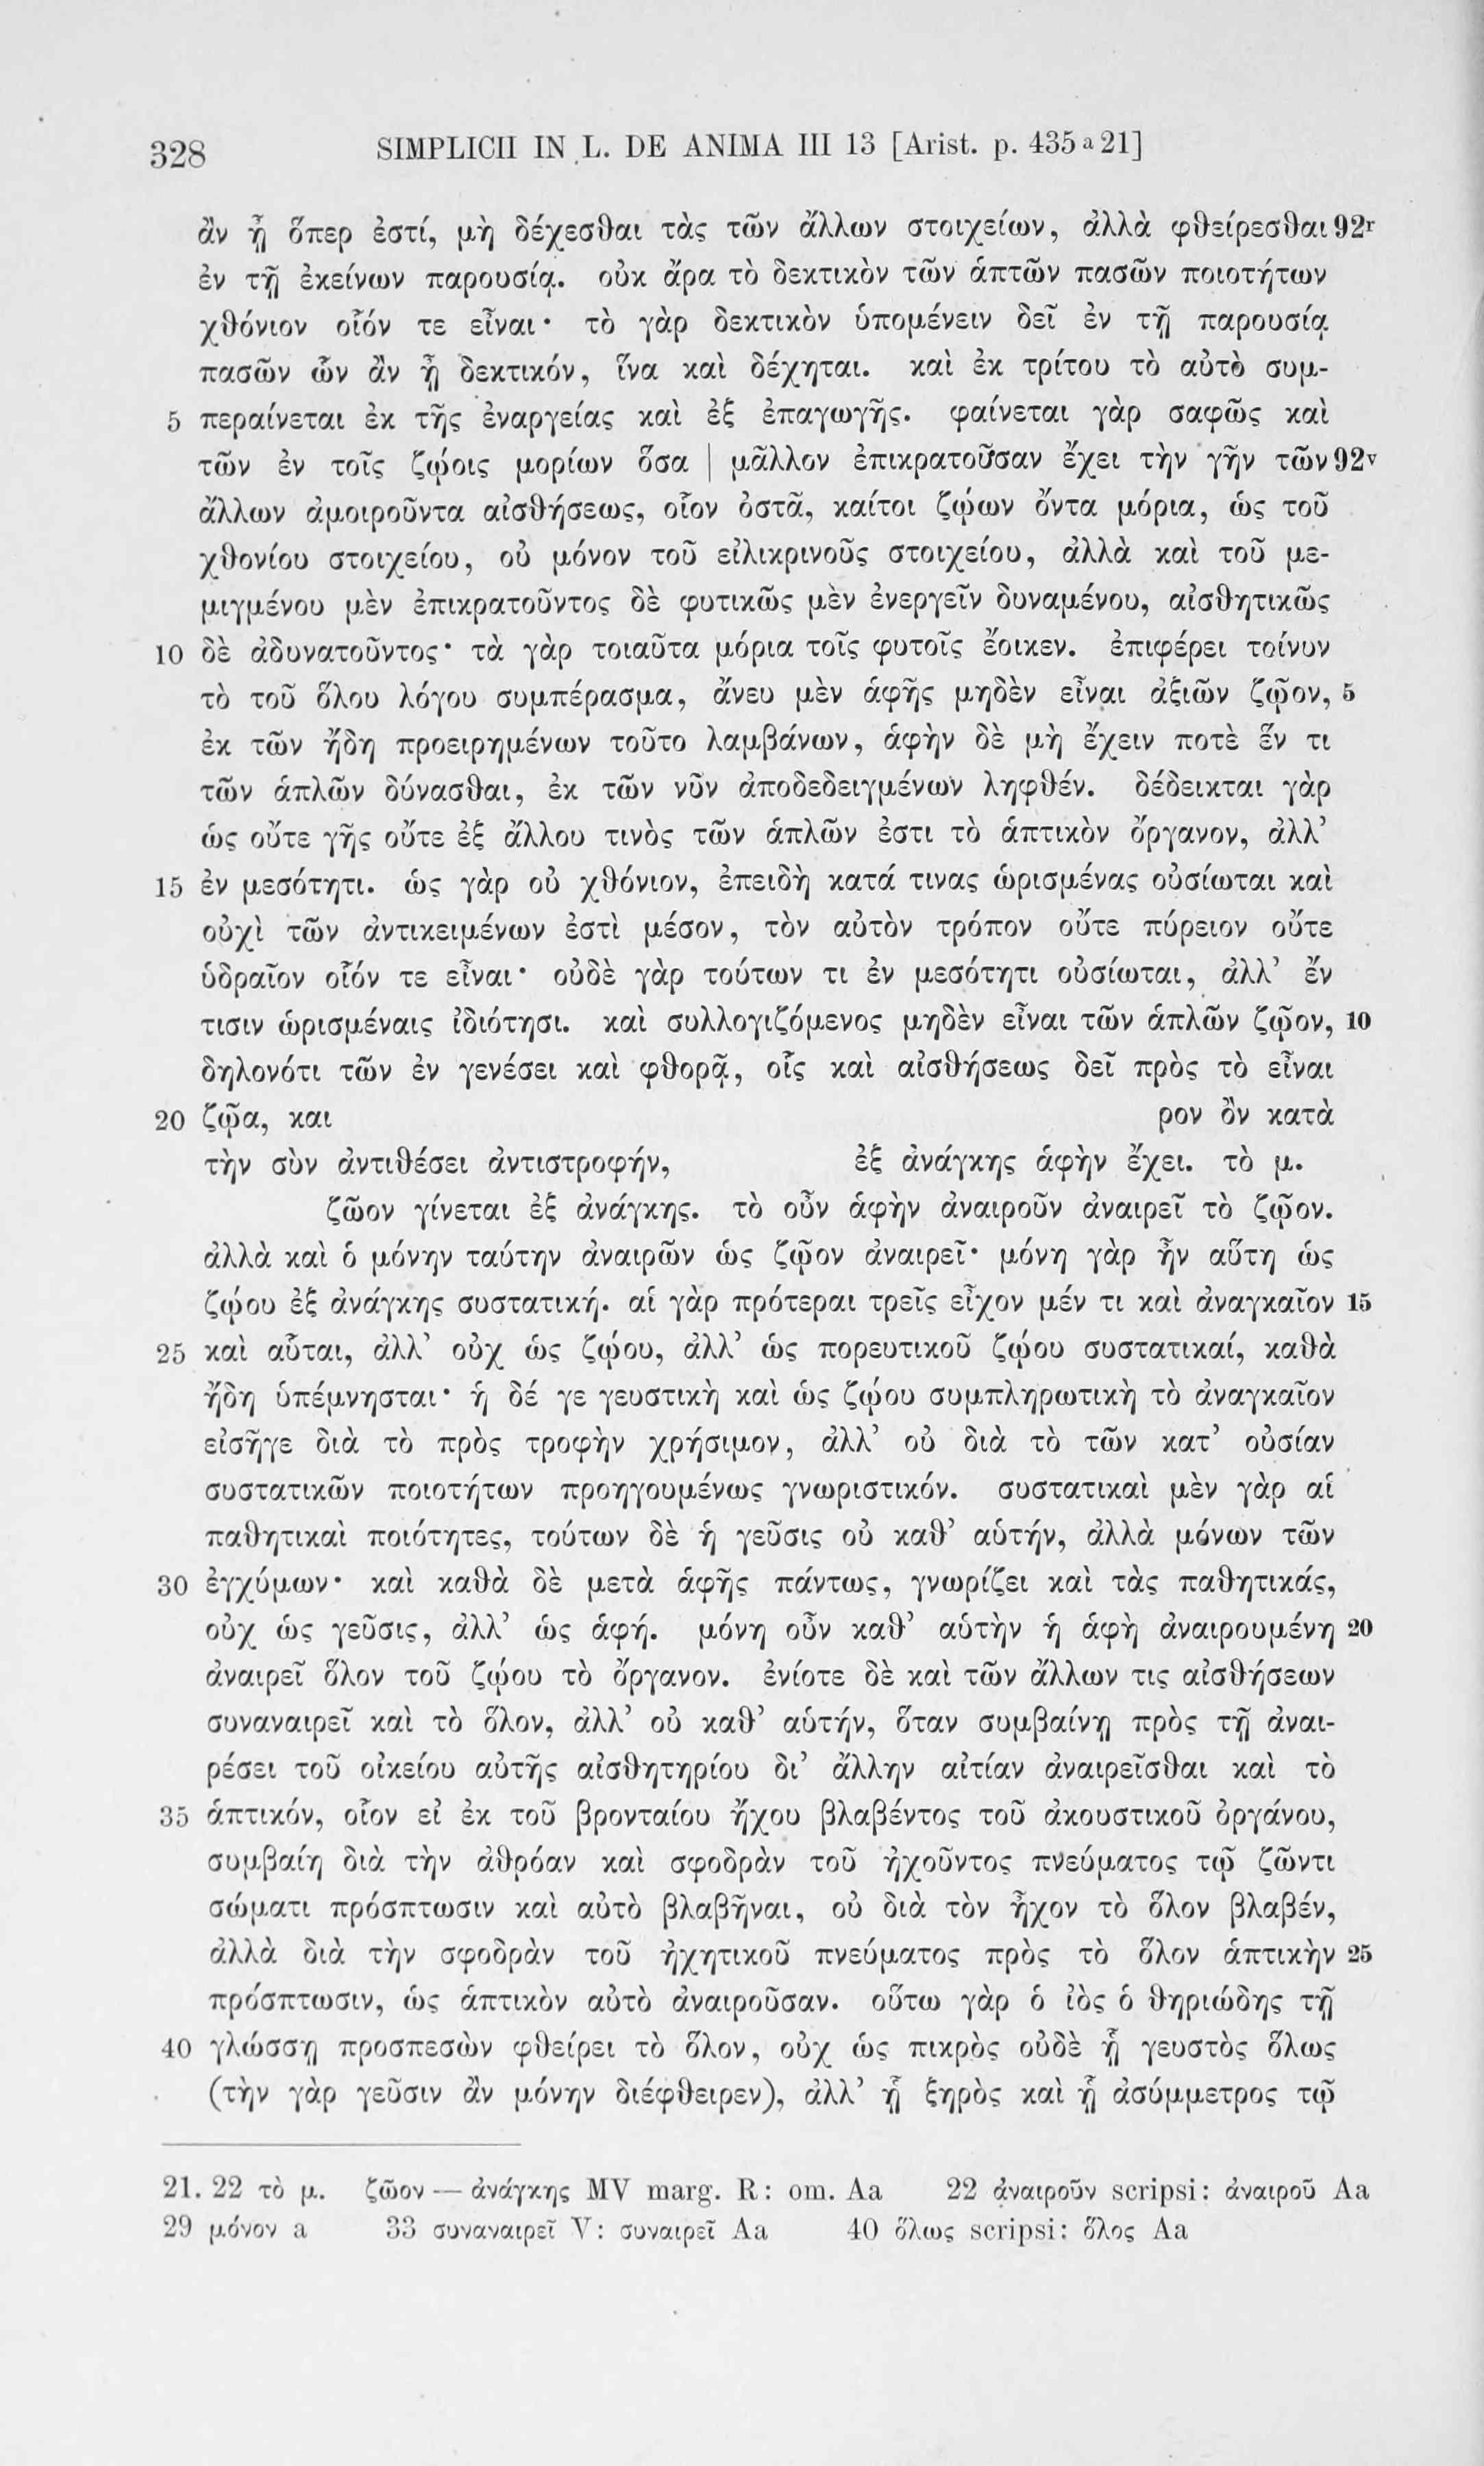 328 SIMPLICII IN L. DE ANIMA III 13 [Arist. p. 435 a 21]
ἂν ᾖ ὅπερ ἐστί, μὴ δέχεσθαι τὰς τῶν ἄλλων στοιχείων, ἀλλὰ φθείρεσθαι 92r
ἐν τῇ ἐκείνων παρουσίᾳ. οὐκ ἄρα τὸ δεκτικὸν τῶν ἁπτῶν πασῶν ποιοτήτων
χθόνιον οἷόν τε εἶναι· τὸ γὰρ δεκτικὸν ὑπομένειν δεῖ ἐν τῇ παρουσίᾳ
πασῶν ὧν ἂν ᾖ δεκτικόν, ἵνα καὶ δέχηται. καὶ ἐκ τρίτου τὸ αὐτὸ συμ-
5 περαίνεται ἐκ τῆς ἐναργείας καὶ ἐξ ἐπαγωγῆς. φαίνεται γὰρ σαφῶς καὶ
τῶν ἐν τοῖς ζῴοις μορίων ὅσα | μᾶλλον ἐπικρατοῦσαν ἔχει τὴν γῆν τῶν 92v
ἄλλων ἀμοιροῦντα αἰσθήσεως, οἷον ὀστᾶ, καίτοι ζῴων ὄντα μόρια, ὡς τοῦ
χθονίου στοιχείου, οὐ μόνον τοῦ εἰλικρινοῦς στοιχείου, ἀλλὰ καὶ τοῦ με-
μιγμένου μὲν ἐπικρατοῦντος δὲ φυτικῶς μὲν ἐνεργεῖν δυναμένου, αἰσθητικῶς
10 δὲ ἀδυνατοῦντος· τὰ γὰρ τοιαῦτα μόρια τοῖς φυτοῖς ἔοικεν. ἐπιφέρει τοίνυν
τὸ τοῦ ὅλου λόγου συμπέρασμα, ἄνευ μὲν ἁφῆς μηδὲν εἶναι ἀξιῶν ζῷον, 5
ἐκ τῶν ἤδη προειρημένων τοῦτο λαμβάνων, ἁφὴν δὲ μὴ ἔχειν ποτὲ ἕν τι
τῶν ἁπλῶν δύνασθαι, ἐκ τῶν νῦν ἀποδεδειγμένων ληφθέν. δέδεικται γὰρ
ὡς οὔτε γῆς οὔτε ἐξ ἄλλου τινὸς τῶν ἁπλῶν ἐστι τὸ ἁπτικὸν ὄργανον, ἀλλ’
15 ἐν μεσότητι. ὡς γὰρ οὐ χθόνιον, ἐπειδὴ κατά τινας ὡρισμένας οὐσίωται καὶ
οὐχὶ τῶν ἀντικειμένων ἐστὶ μέσον, τὸν αὐτὸν τρόπον οὔτε πύρειον οὔτε
ὑδραῖον οἷόν τε εἶναι· οὐδὲ γὰρ τούτων τι ἐν μεσότητι οὐσίωται, ἀλλ’ ἔν
τισιν ὡρισμέναις ἰδιότησι. καὶ συλλογιζόμενος μηδὲν εἶναι τῶν ἁπλῶν ζῷον, 10
δηλονότι τῶν ἐν γενέσει καὶ φθορᾷ, οἷς καὶ αἰσθήσεως δεῖ πρὸς τὸ εἶναι
20 ζῷα, και ρον ὂν κατὰ
τὴν σὺν ἀντιθέσει ἀντιστροφήν, ἐξ ἀνάγκης ἁφὴν ἔχει. τὸ μ.
ζῶον γίνεται ἐξ ἀνάγκης. τὸ οὖν ἁφὴν ἀναιροῦν ἀναιρεῖ τὸ ζῷον.
ἀλλὰ καὶ ὁ μόνην ταύτην ἀναιρῶν ὡς ζῷον ἀναιρεῖ· μόνη γὰρ ἦν αὕτη ὡς
ζῴου ἐξ ἀνάγκης συστατική. αἱ γὰρ πρότεραι τρεῖς εἶχον μέν τι καὶ ἀναγκαῖον 15
25 καὶ αὗται, ἀλλ’ οὐχ ὡς ζῴου, ἀλλ’ ὡς πορευτικοῦ ζῴου συστατικαί, καθὰ
ἤδη ὑπέμνησται· ἡ δέ γε γευστικὴ καὶ ὡς ζῴου συμπληρωτικὴ τὸ ἀναγκαῖον
εἰσῆγε διὰ τὸ πρὸς τροφὴν χρήσιμον, ἀλλ’ οὐ διὰ τὸ τῶν κατ’ οὐσίαν
συστατικῶν ποιοτήτων προηγουμένως γνωριστικόν. συστατικαὶ μὲν γὰρ αἱ
παθητικαὶ ποιότητες, τούτων δὲ ἡ γεῦσις οὐ καθ’ αὑτήν, ἀλλὰ μόνων τῶν
30 ἐγχύμων· καὶ καθὰ δὲ μετὰ ἁφῆς πάντως, γνωρίζει καὶ τὰς παθητικάς,
οὐχ ὡς γεῦσις, ἀλλ’ ὡς ἁφή. μόνη οὖν καθ’ αὑτὴν ἡ ἁφὴ ἀναιρουμένη 20
ἀναιρεῖ ὅλον τοῦ ζῴου τὸ ὄργανον. ἐνίοτε δὲ καὶ τῶν ἄλλων τις αἰσθήσεων
συναναιρεῖ καὶ τὸ ὅλον, ἀλλ’ οὐ καθ’ αὑτήν, ὅταν συμβαίνῃ πρὸς τῇ ἀναι-
ρέσει τοῦ οἰκείου αὐτῆς αἰσθητηρίου δι’ ἄλλην αἰτίαν ἀναιρεῖσθαι καὶ τὸ
35 ἁπτικόν, οἷον εἰ ἐκ τοῦ βρονταίου ἤχου βλαβέντος τοῦ ἀκουστικοῦ ὀργάνου,
συμβαίη διὰ τὴν ἀθρόαν καὶ σφοδρὰν τοῦ ἠχοῦντος πνεύματος τῷ ζῶντι
σώματι πρόσπτωσιν καὶ αὐτὸ βλαβῆναι, οὐ διὰ τὸν ἦχον τὸ ὅλον βλαβέν,
ἀλλὰ διὰ τὴν σφοδρὰν τοῦ ἠχητικοῦ πνεύματος πρὸς τὸ ὅλον ἁπτικὴν 25
πρόσπτωσιν, ὡς ἁπτικὸν αὐτὸ ἀναιροῦσαν. οὕτω γὰρ ὁ ἰὸς ὁ θηριώδης τῇ
40 γλώσσῃ προσπεσὼν φθείρει τὸ ὅλον, οὐχ ὡς πικρὸς οὐδὲ ᾗ γευστὸς ὅλως
(τὴν γὰρ γεῦσιν ἂν μόνην διέφθειρεν), ἀλλ’ ᾗ ξηρὸς καὶ ᾗ ἀσύμμετρος τῷ
21. 22 τὸ μ. ζῶον — ἀνάγκης MV marg. R: om. Aa 22 ἀναιροῦν scripsi: ἀναιροῦ Aa
29 μόνον a 33 συναναιρεῖ V: συναιρεῖ Aa 40 ὅλως scripsi: ὅλος Aa